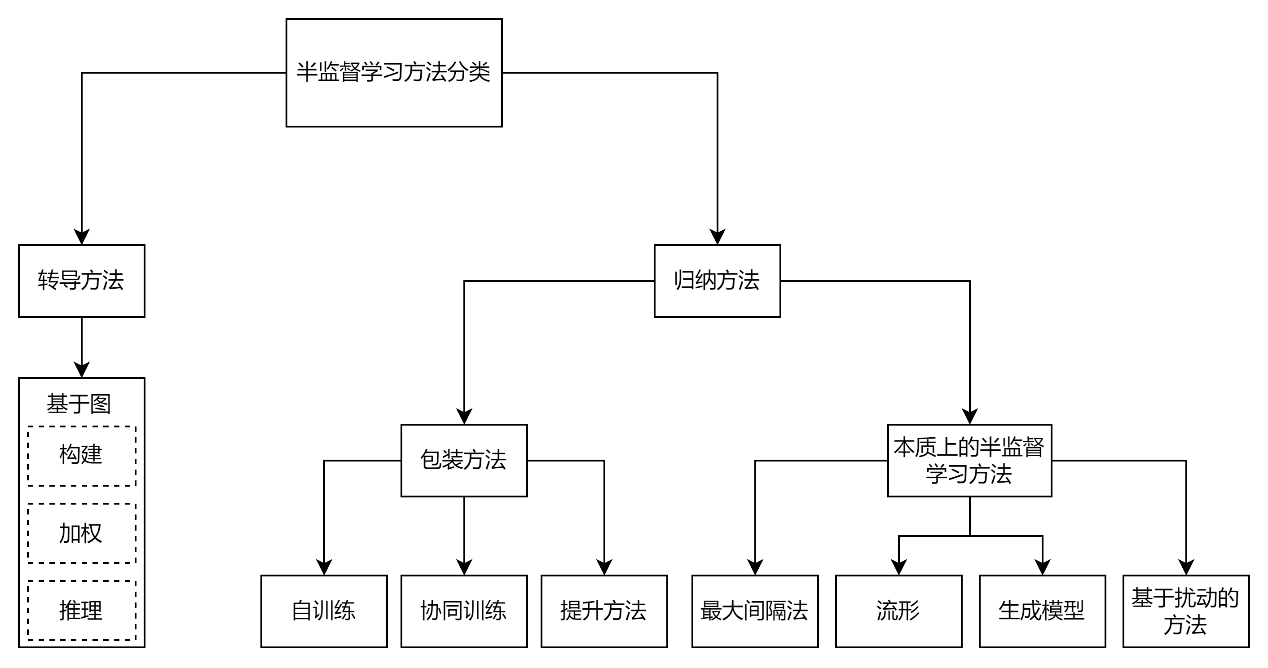 半监督学习方法分类
转导方法
归纳方法
基于图
构建
加权
推理
包装方法
本质上的半监督
学习方法
自训练
协同训练
提升方法
最大间隔法
流形
生成模型
基于扰动的
方法